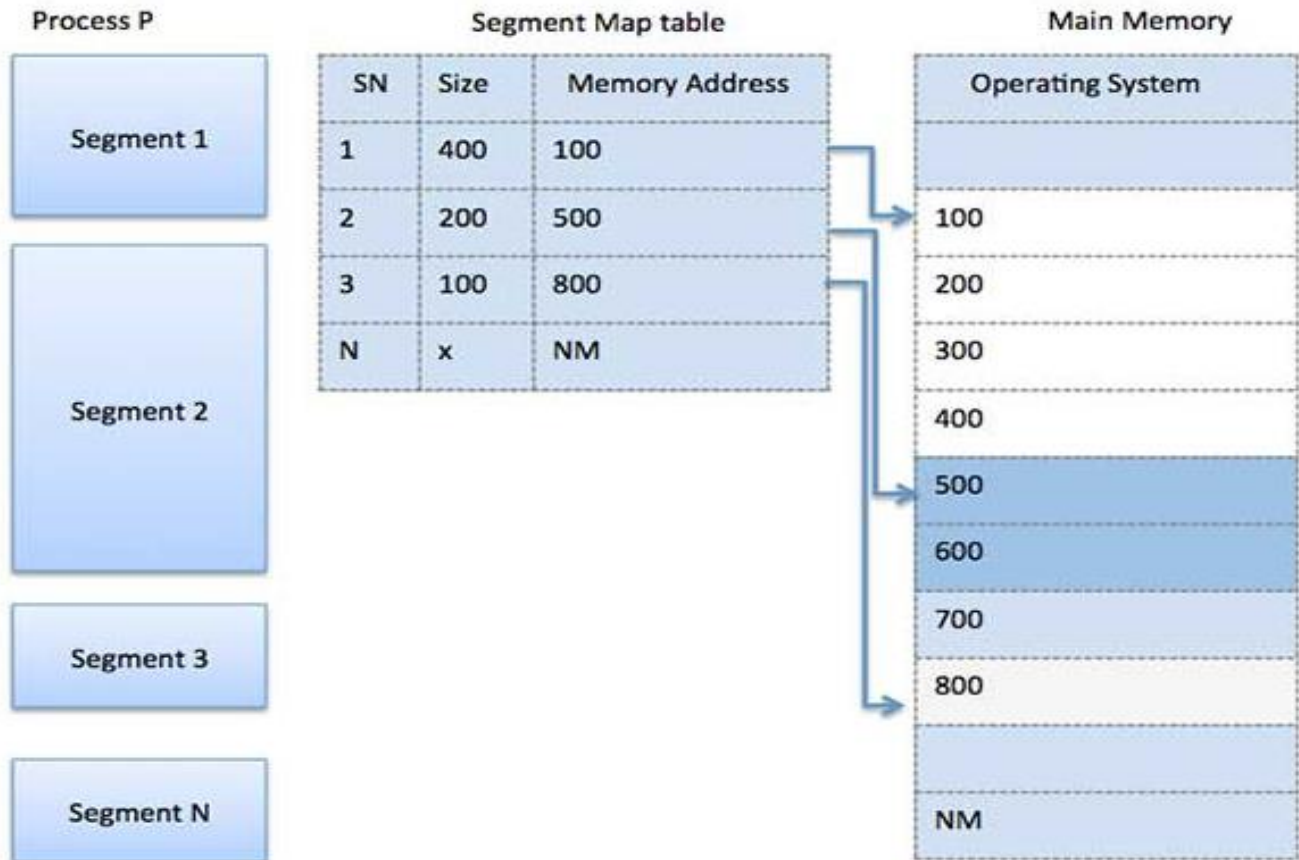 Process P
Segment 1
Segment 2
Segment 3
Segment N
Segment Map table
SN Size Memory Address
1 400 100
2 200 500
3 100 800
N x NM
Main Memory
Operating System
100
200
300
400
500
600
700
800
NM